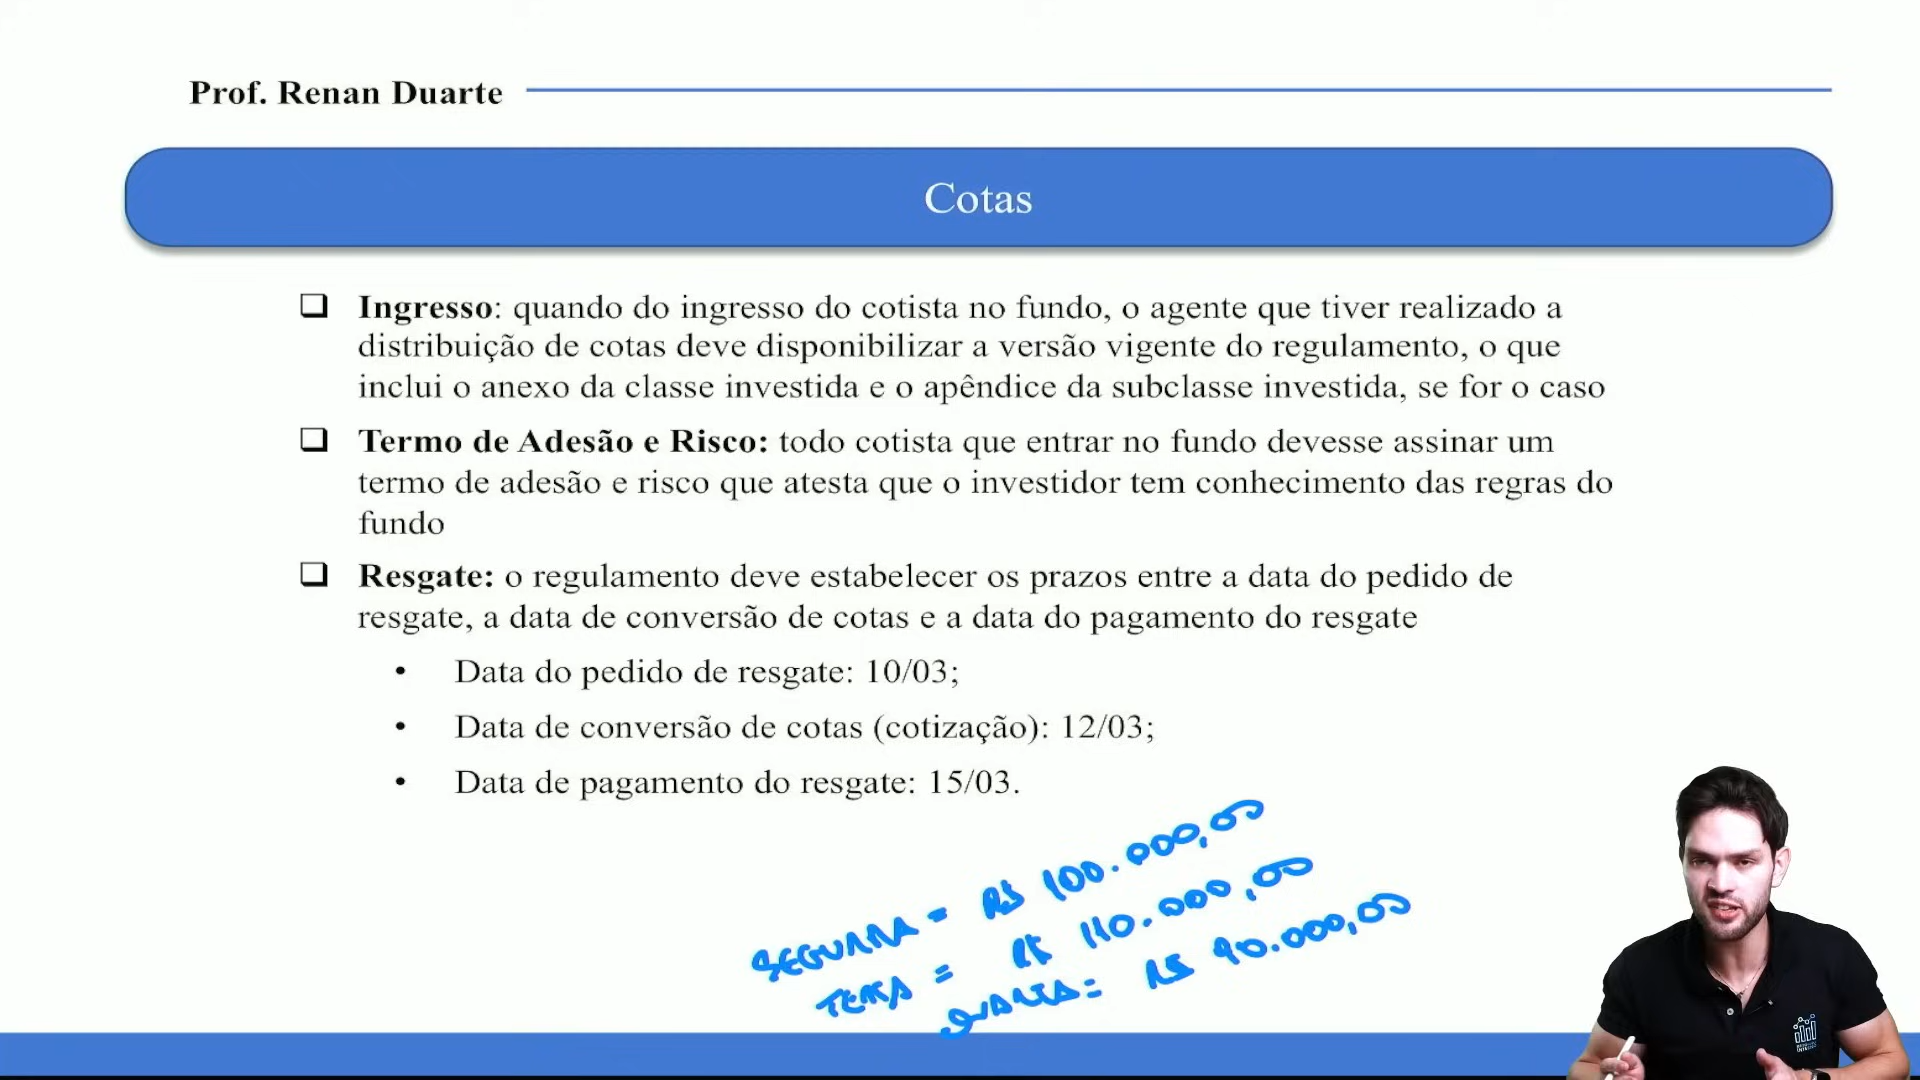 Prof. Renan Duarte
Cotas
Ingresso: quando do ingresso do cotista no fundo, o agente que tiver realizado a
distribuição de cotas deve disponibilizar a versão vigente do regulamento, o que
inclui o anexo da classe investida e o apêndice da subclasse investida, se for o caso
Termo de Adesão e Risco: todo cotista que entrar no fundo devesse assinar um
termo de adesão e risco que atesta que o investidor tem conhecimento das regras do
fundo
Resgate: o regulamento deve estabelecer os prazos entre a data do pedido de
resgate, a data de conversão de cotas e a data do pagamento do resgate
• Data do pedido de resgate: 10/03;
• Data de conversão de cotas (cotização): 12/03;
• Data de pagamento do resgate: 15/03.
SEGUNDA = R$ 100.000,00
TERÇA = R$ 110.000,00
QUARTA = R$ 90.000,00